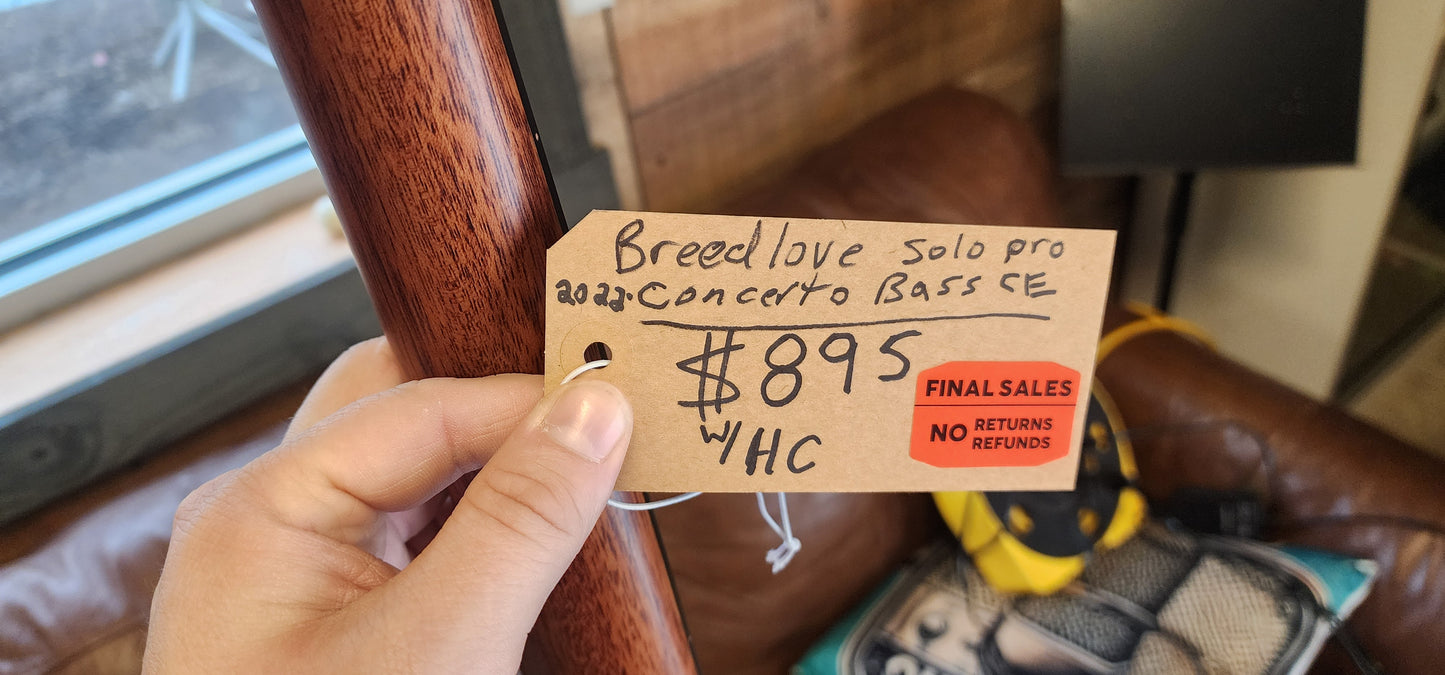 Breedlove Solo pro
2022. Concerto Bass CE
$895
W/HC
FINAL SALES
NO RETURNS
REFUNDS